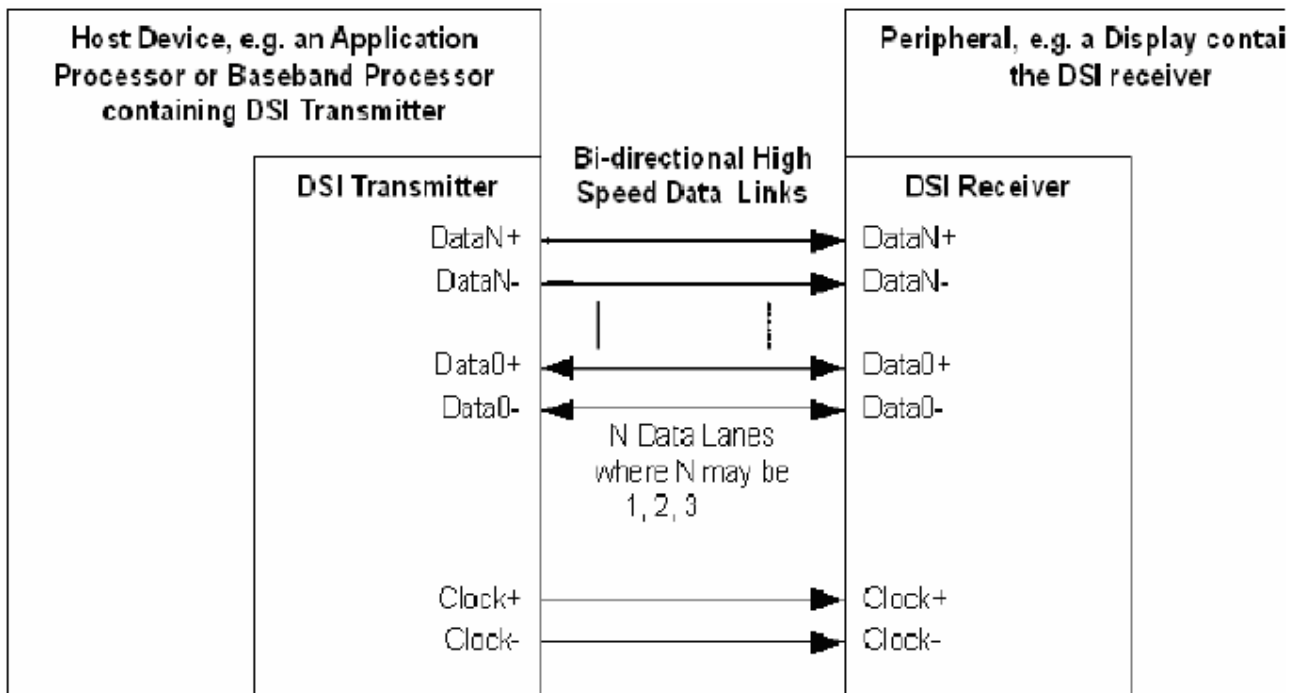 Host Device, e.g. an Application
Processor or Baseband Processor
containing DSI Transmitter
Peripheral, e.g. a Display contai
the DSI receiver
Bi-directional High
Speed Data Links
DSI Transmitter
DSI Receiver
DataN+
DataN+
DataN-
DataN-
Data0+
Data0+
Data0-
Data0-
N Data Lanes
where N may be
1, 2, 3
Clock+
Clock+
Clock-
Clock-